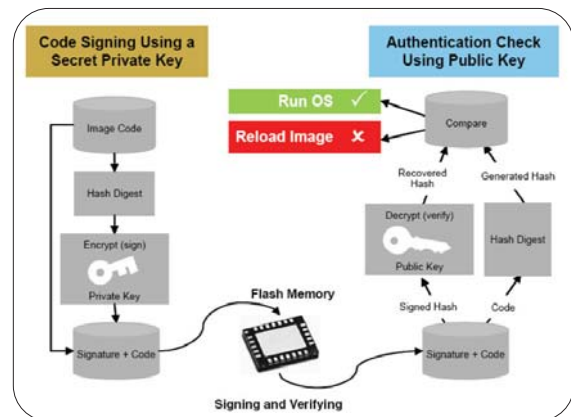 Code Signing Using a
Secret Private Key
Image Code
Hash Digest
Encrypt (sign)
Private Key
Signature + Code
Flash Memory
Signing and Verifying
Authentication Check
Using Public Key
Run OS ✓
Reload Image ✗
Compare
Recovered
Hash
Generated Hash
Decrypt (verify)
Public Key
Hash Digest
Signed Hash
Code
Signature + Code